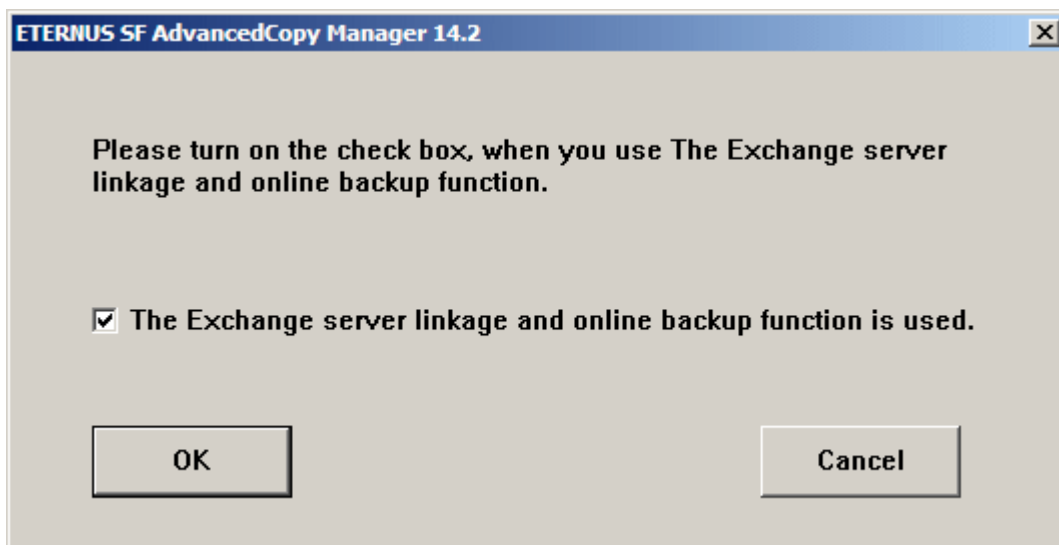 ETERNUS SF AdvancedCopy Manager 14.2
Please turn on the check box, when you use The Exchange server
linkage and online backup function.
The Exchange server linkage and online backup function is used.
OK
Cancel